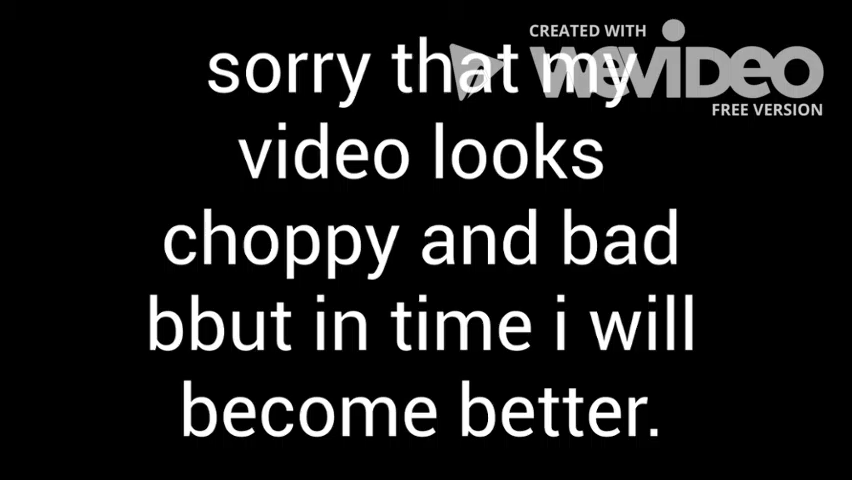 CREATED WITH
WEVIDEO
FREE VERSION
sorry that my
video looks
choppy and bad
bbut in time i will
become better.